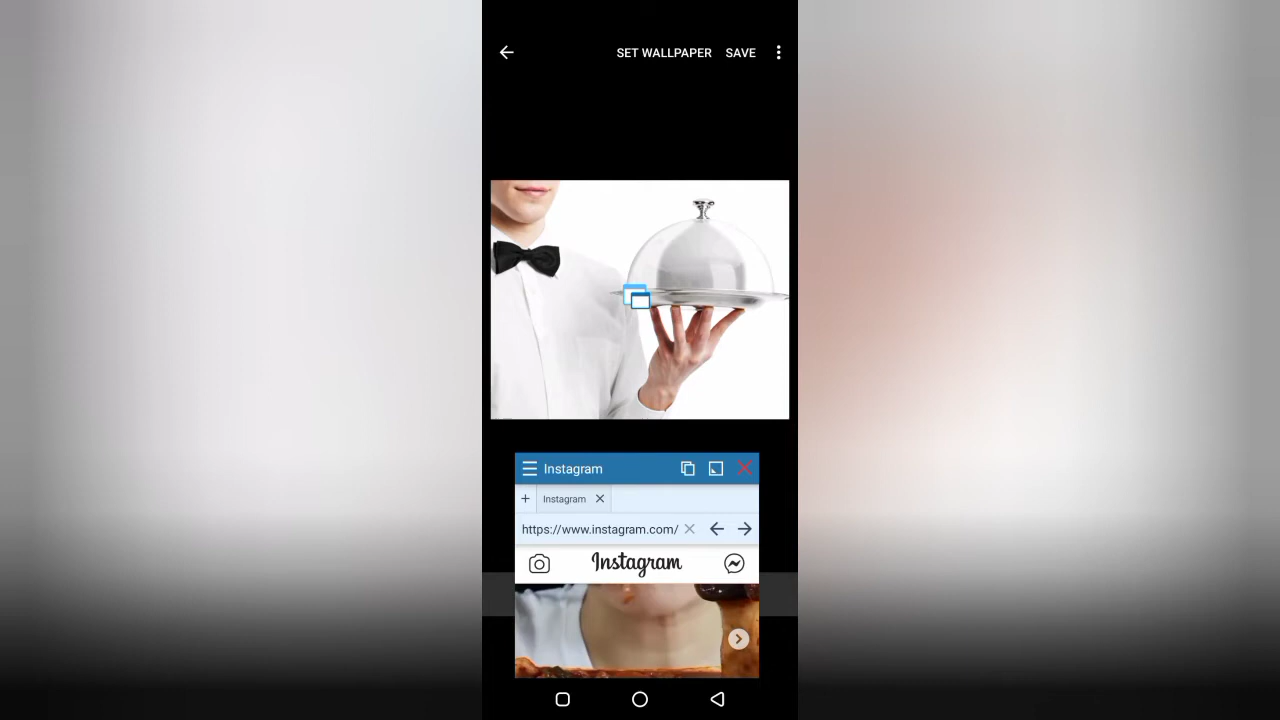 SET WALLPAPER SAVE
Instagram
+ Instagram
https://www.instagram.com/
Instagram